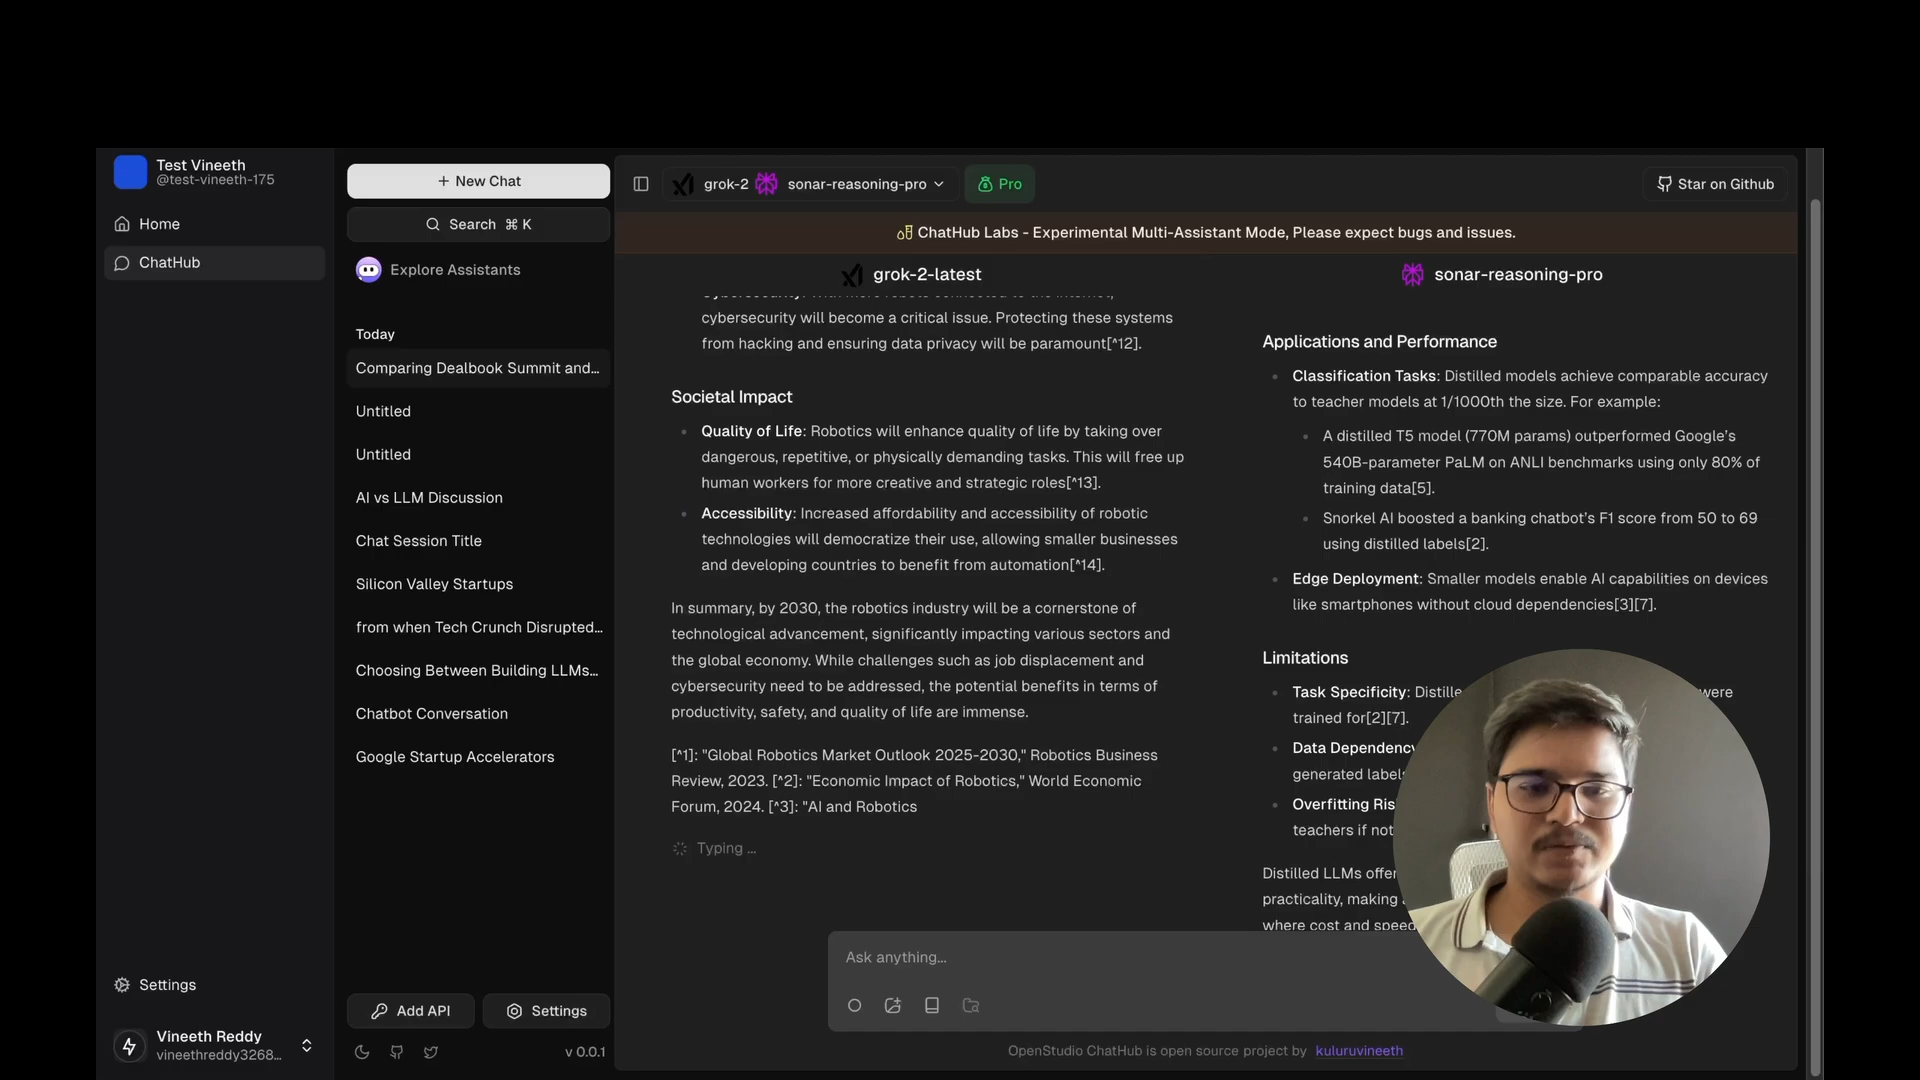 Test Vineeth
@test-vineeth-175
Home
ChatHub
Settings
Vineeth Reddy
vineethreddy3268...
+ New Chat
Search ⌘ K
Explore Assistants
Today
Comparing Dealbook Summit and...
Untitled
Untitled
AI vs LLM Discussion
Chat Session Title
Silicon Valley Startups
from when Tech Crunch Disrupted...
Choosing Between Building LLMs...
Chatbot Conversation
Google Startup Accelerators
Add API
Settings
v 0.0.1
grok-2 sonar-reasoning-pro
Pro
Star on Github
ChatHub Labs - Experimental Multi-Assistant Mode, Please expect bugs and issues.
grok-2-latest
cybersecurity will become a critical issue. Protecting these systems
from hacking and ensuring data privacy will be paramount[^12].
Societal Impact
Quality of Life: Robotics will enhance quality of life by taking over
dangerous, repetitive, or physically demanding tasks. This will free up
human workers for more creative and strategic roles[^13].
Accessibility: Increased affordability and accessibility of robotic
technologies will democratize their use, allowing smaller businesses
and developing countries to benefit from automation[^14].
In summary, by 2030, the robotics industry will be a cornerstone of
technological advancement, significantly impacting various sectors and
the global economy. While challenges such as job displacement and
cybersecurity need to be addressed, the potential benefits in terms of
productivity, safety, and quality of life are immense.
[^1]: "Global Robotics Market Outlook 2025-2030," Robotics Business
Review, 2023. [^2]: "Economic Impact of Robotics," World Economic
Forum, 2024. [^3]: "AI and Robotics
Typing ...
sonar-reasoning-pro
Applications and Performance
Classification Tasks: Distilled models achieve comparable accuracy
to teacher models at 1/1000th the size. For example:
A distilled T5 model (770M params) outperformed Google's
540B-parameter PaLM on ANLI benchmarks using only 80% of
training data[5].
Snorkel AI boosted a banking chatbot's F1 score from 50 to 69
using distilled labels[2].
Edge Deployment: Smaller models enable AI capabilities on devices
like smartphones without cloud dependencies[3][7].
Limitations
Task Specificity: Distille were
trained for[2][7].
Data Dependency
generated label
Overfitting Ris
teachers if not
Distilled LLMs offer
practicality, making
where cost and speed
Ask anything...
OpenStudio ChatHub is open source project by kuluruvineeth